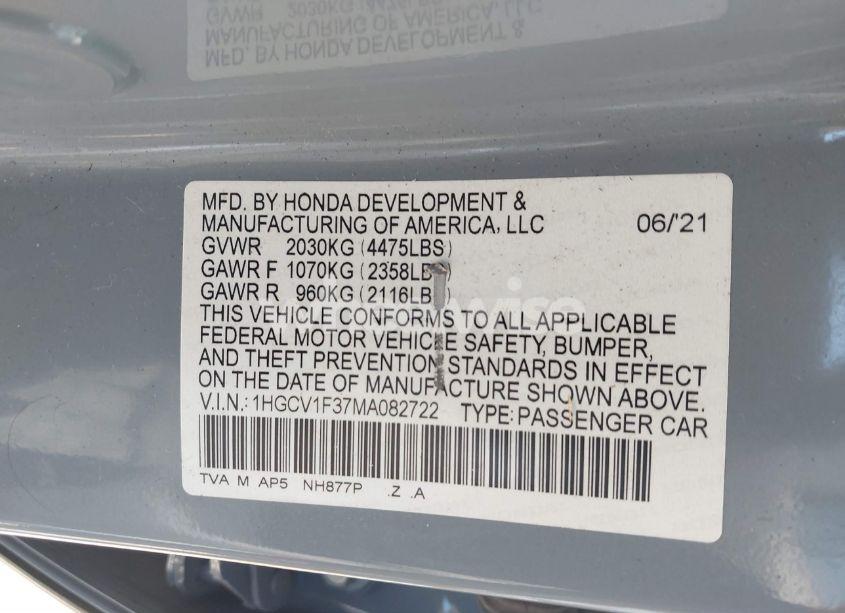 MFD. BY HONDA DEVELOPMENT &
MANUFACTURING OF AMERICA, LLC 06/'21
GVWR 2030KG (4475LBS)
GAWR F 1070KG (2358LB )
GAWR R 960KG (2116LB )
THIS VEHICLE CONFORMS TO ALL APPLICABLE
FEDERAL MOTOR VEHICLE SAFETY, BUMPER,
AND THEFT PREVENTION STANDARDS IN EFFECT
ON THE DATE OF MANUFACTURE SHOWN ABOVE.
V.I.N.: 1HGCV1F37MA082722 TYPE: PASSENGER CAR
TVA M AP5 NH877P .Z .A